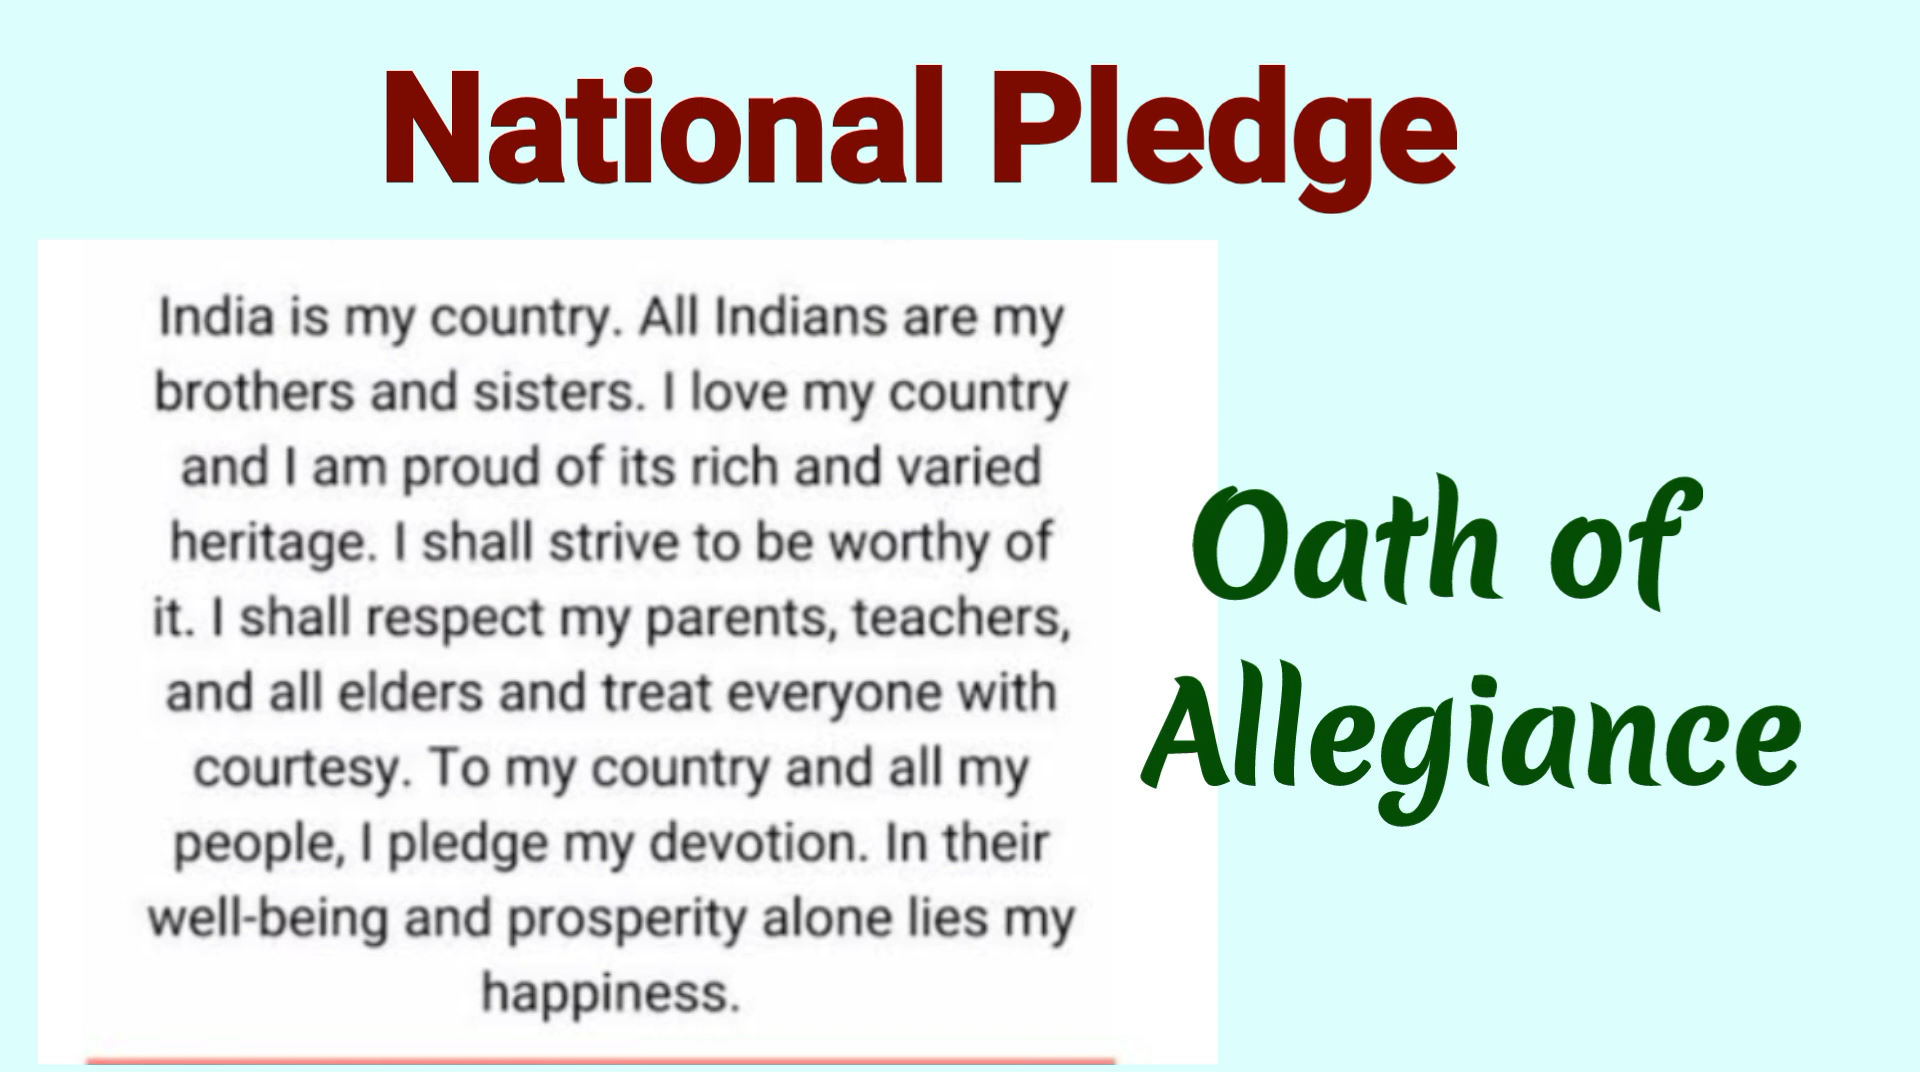 National Pledge
India is my country. All Indians are my
brothers and sisters. I love my country
and I am proud of its rich and varied
heritage. I shall strive to be worthy of
it. I shall respect my parents, teachers,
and all elders and treat everyone with
courtesy. To my country and all my
people, I pledge my devotion. In their
well-being and prosperity alone lies my
happiness.
Oath of
Allegiance